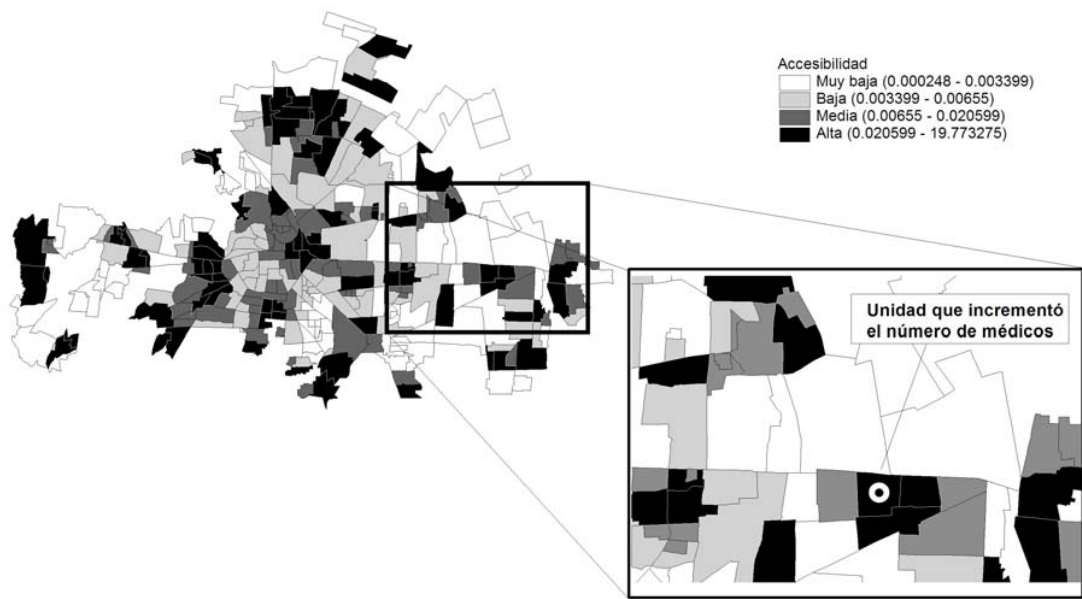 Accesibilidad
Muy baja (0.000248 - 0.003399)
Baja (0.003399 - 0.00655)
Media (0.00655 - 0.020599)
Alta (0.020599 - 19.773275)
Unidad que incrementó
el número de médicos